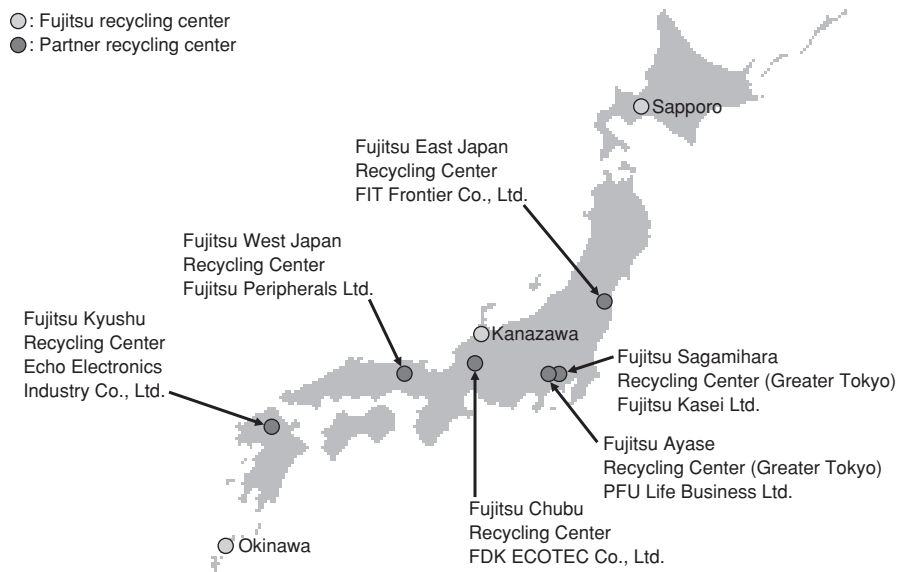 : Fujitsu recycling center
: Partner recycling center
Sapporo
Fujitsu East Japan
Recycling Center
FIT Frontier Co., Ltd.
Fujitsu West Japan
Recycling Center
Fujitsu Peripherals Ltd.
Fujitsu Kyushu
Recycling Center
Echo Electronics
Industry Co., Ltd.
Kanazawa
Fujitsu Sagamihara
Recycling Center (Greater Tokyo)
Fujitsu Kasei Ltd.
Fujitsu Ayase
Recycling Center (Greater Tokyo)
PFU Life Business Ltd.
Fujitsu Chubu
Recycling Center
FDK ECOTEC Co., Ltd.
Okinawa